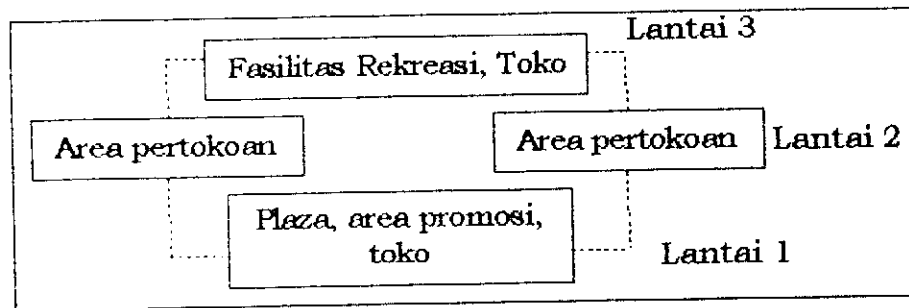 Lantai 3
Fasilitas Rekreasi, Toko
Area pertokoan
Area pertokoan
Lantai 2
Plaza, area promosi,
toko
Lantai 1